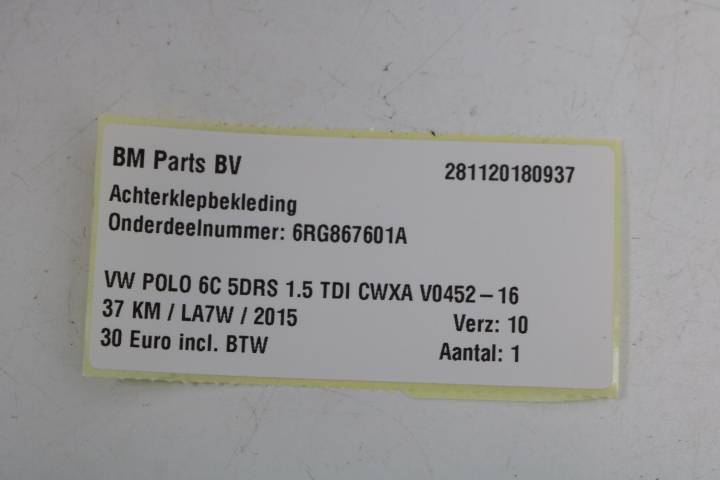 BM Parts BV 281120180937
Achterklepbekleding
Onderdeelnummer: 6RG867601A
VW POLO 6C 5DRS 1.5 TDI CWXA V0452-16
37 KM / LA7W / 2015 Verz: 10
30 Euro incl. BTW Aantal: 1